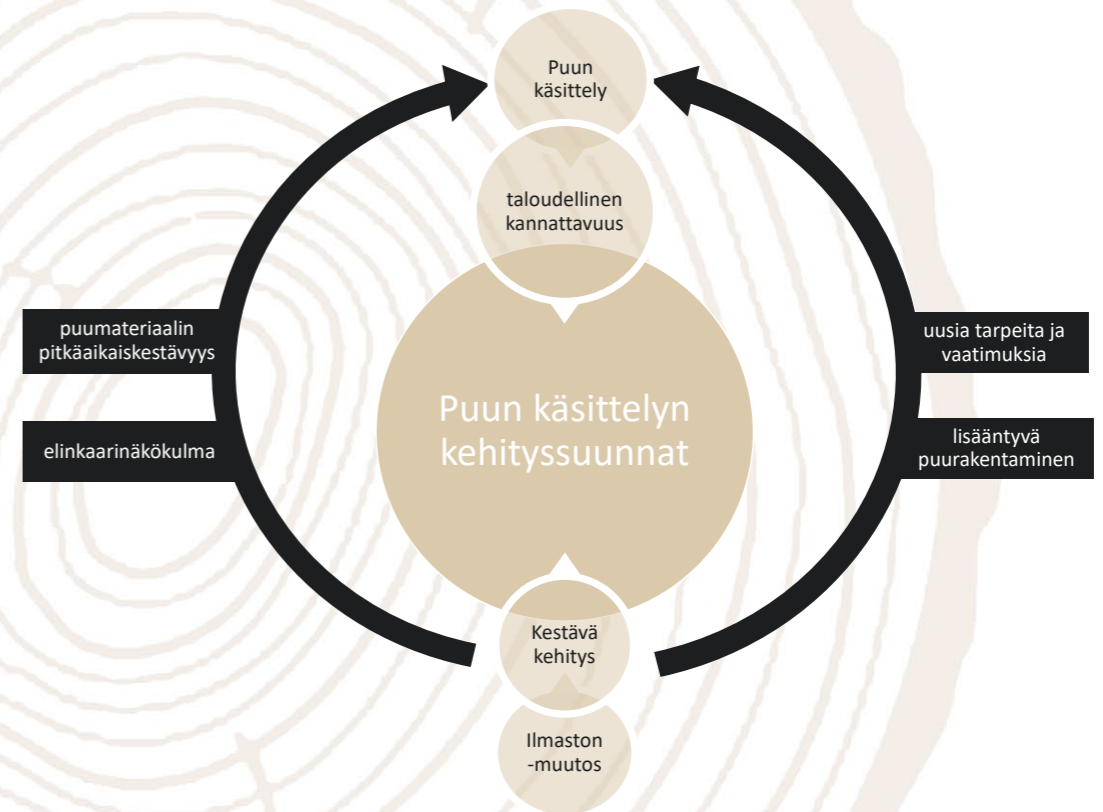 Puun
käsittely
taloudellinen
kannattavuus
puumateriaalin
pitkäaikaiskestävyys
elinkaarinäkökulma
Puun käsittelyn
kehityssuunnat
uusia tarpeita ja
vaatimuksia
lisääntyvä
puurakentaminen
Kestävä
kehitys
Ilmaston
-muutos